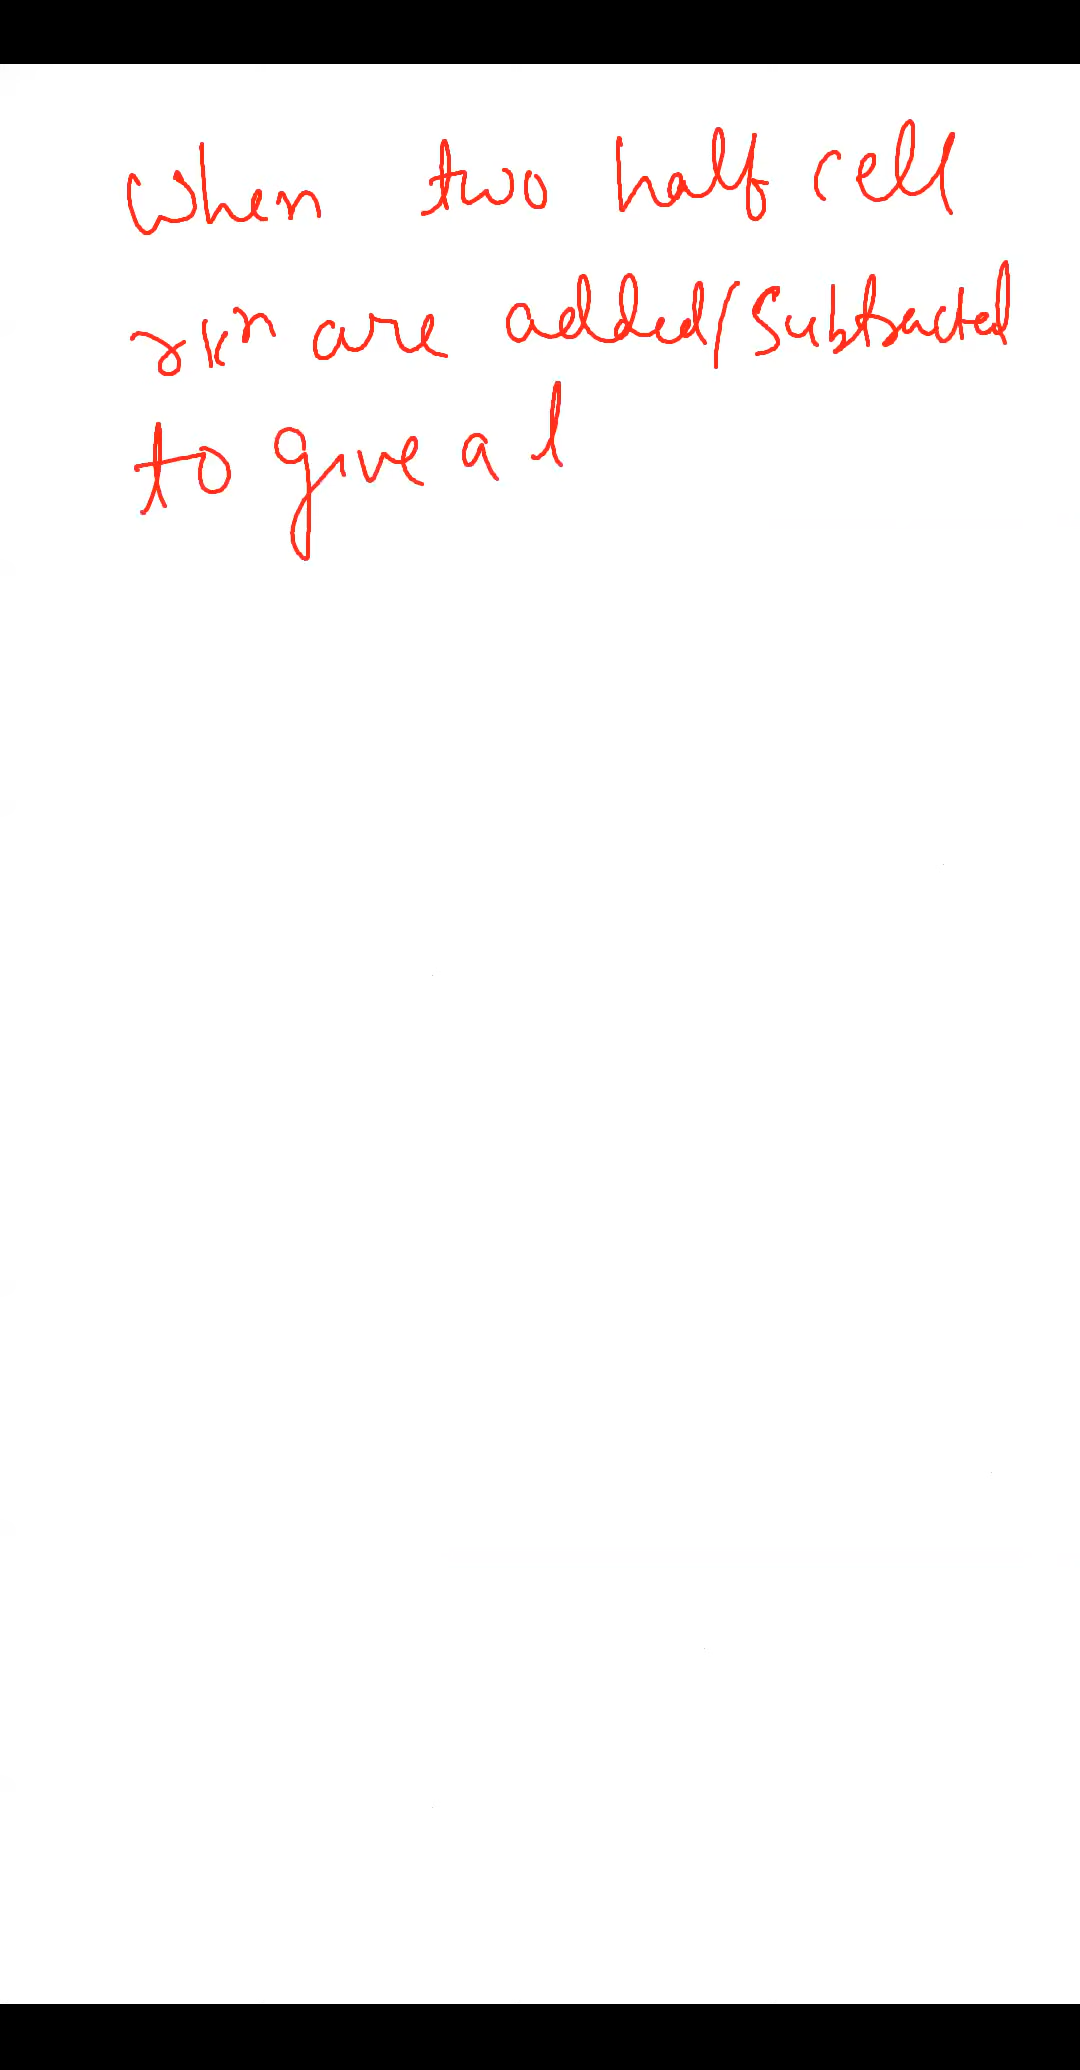 When two half cell
rxn are added/subtracted
to give a